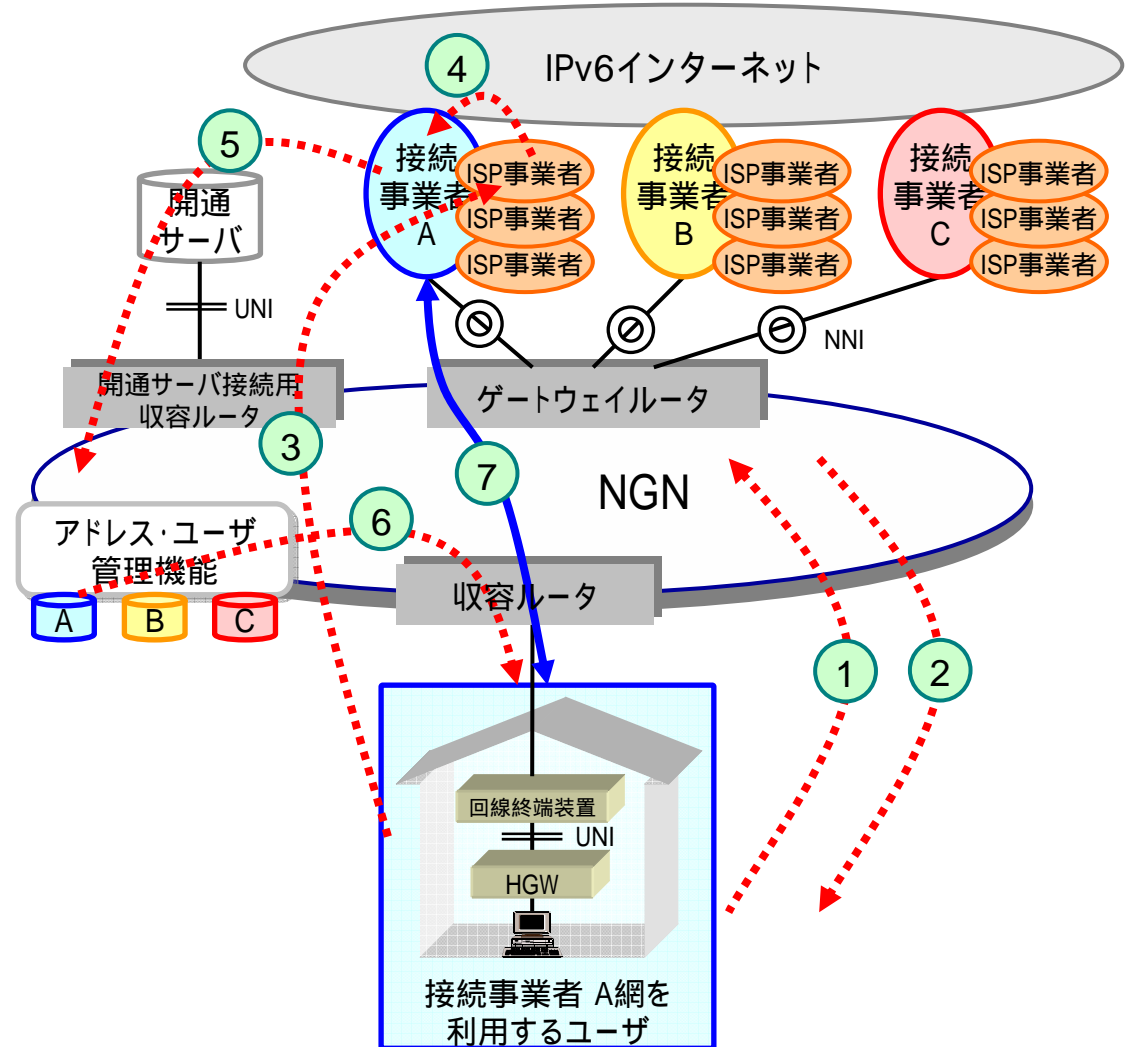 IPv6インターネット
4
5
接続
事業者
A
ISP事業者
ISP事業者
ISP事業者
接続
事業者
B
ISP事業者
ISP事業者
ISP事業者
接続
事業者
C
ISP事業者
ISP事業者
ISP事業者
開通
サーバ
UNI
NNI
開通サーバ接続用
収容ルータ
ゲートウェイルータ
3
7
NGN
6
アドレス・ユーザ
管理機能
A
B
C
収容ルータ
1
2
回線終端装置
UNI
HGW
接続事業者 A網を
利用するユーザ